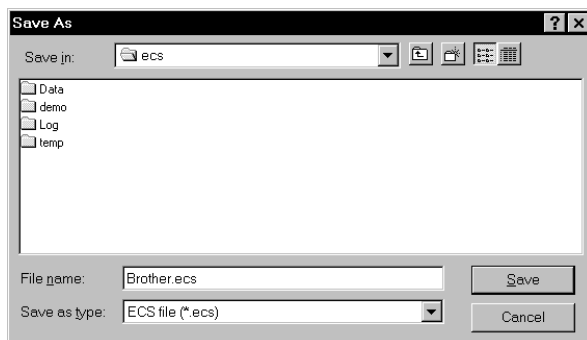 Save As
Save in: ecs
Data
demo
Log
temp
File name: Brother.ecs Save
Save as type: ECS file (*.ecs) Cancel